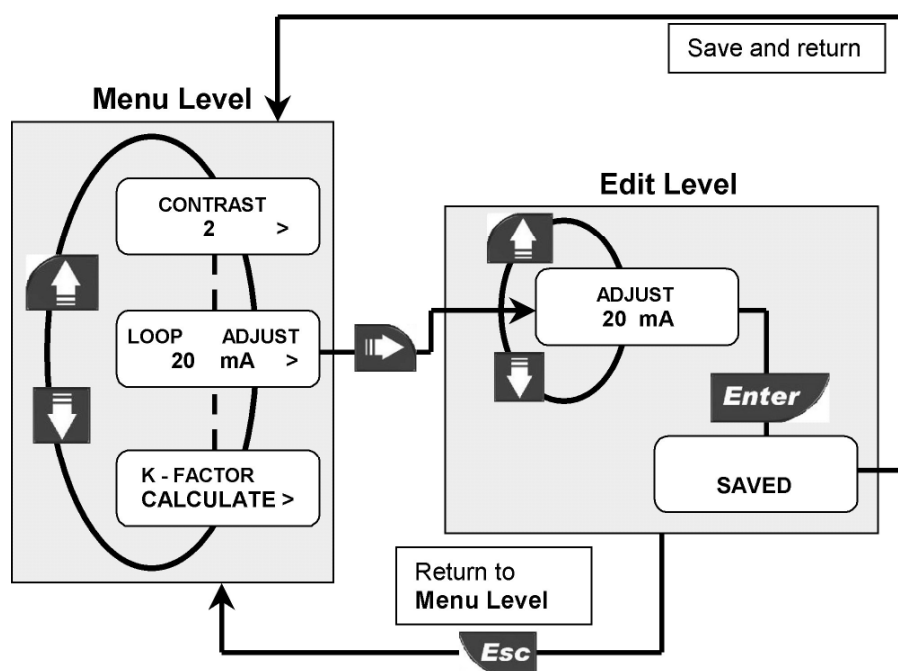 Save and return
Menu Level
CONTRAST
2 >
LOOP ADJUST
20 mA >
K - FACTOR
CALCULATE >
Edit Level
ADJUST
20 mA
Enter
SAVED
Return to
Menu Level
Esc